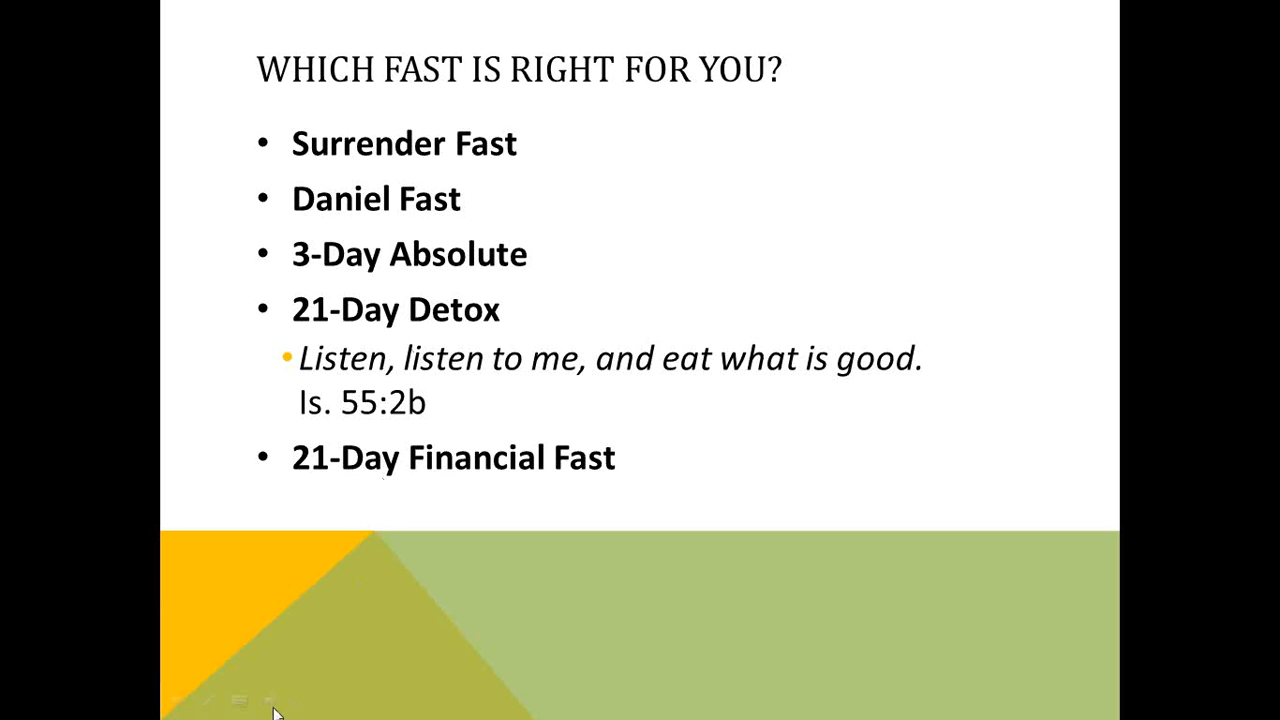 WHICH FAST IS RIGHT FOR YOU?
• Surrender Fast
• Daniel Fast
• 3-Day Absolute
• 21-Day Detox
• Listen, listen to me, and eat what is good.
Is. 55:2b
• 21-Day Financial Fast